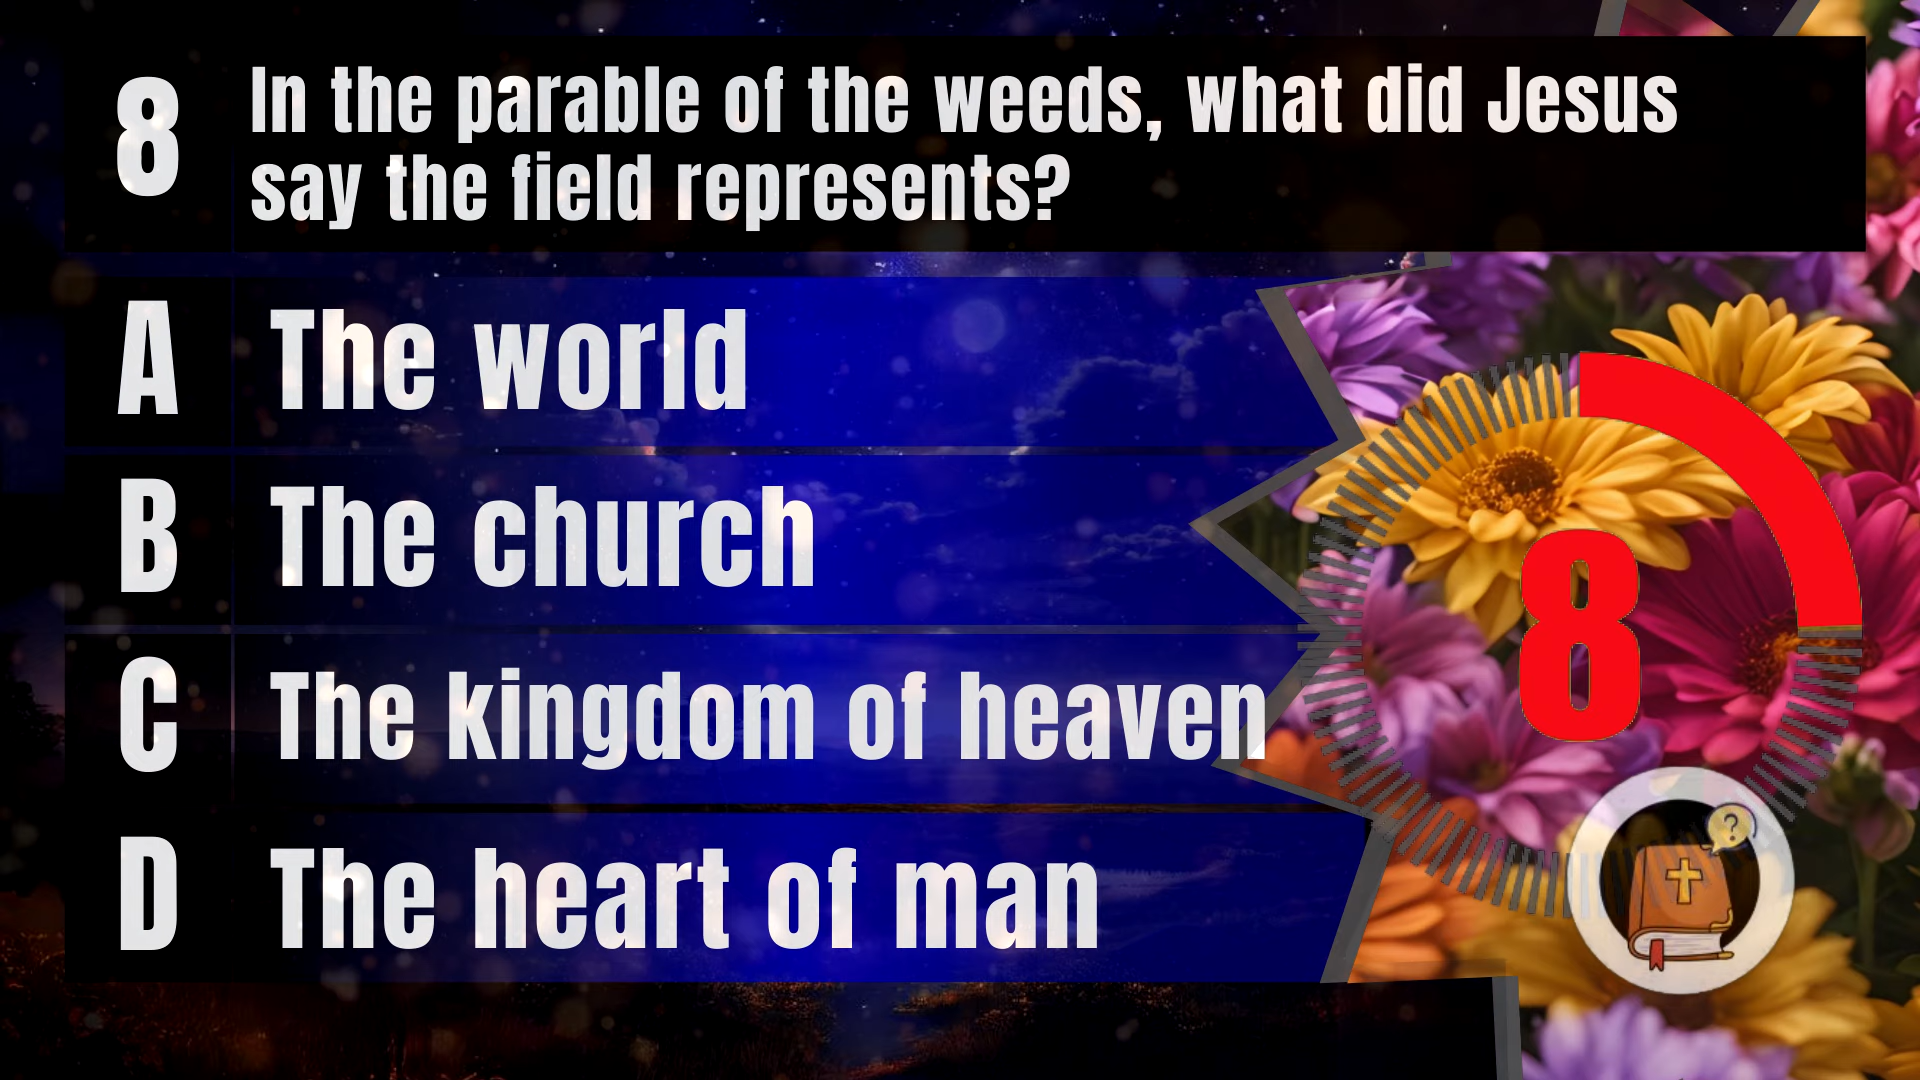 8
In the parable of the weeds, what did Jesus
say the field represents?
A The world
B The church
C The kingdom of heaven
D The heart of man
8
?